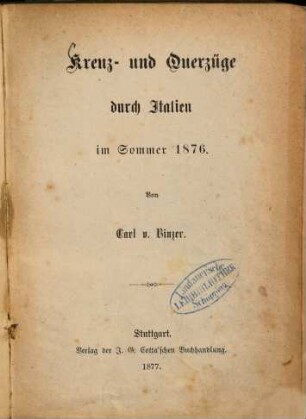 Kreuz- und Querzüge
durch Italien
im Sommer 1876.
Von
Carl v. Binzer.
Stuttgart.
Verlag der J. G. Cotta'schen Buchhandlung.
1877.